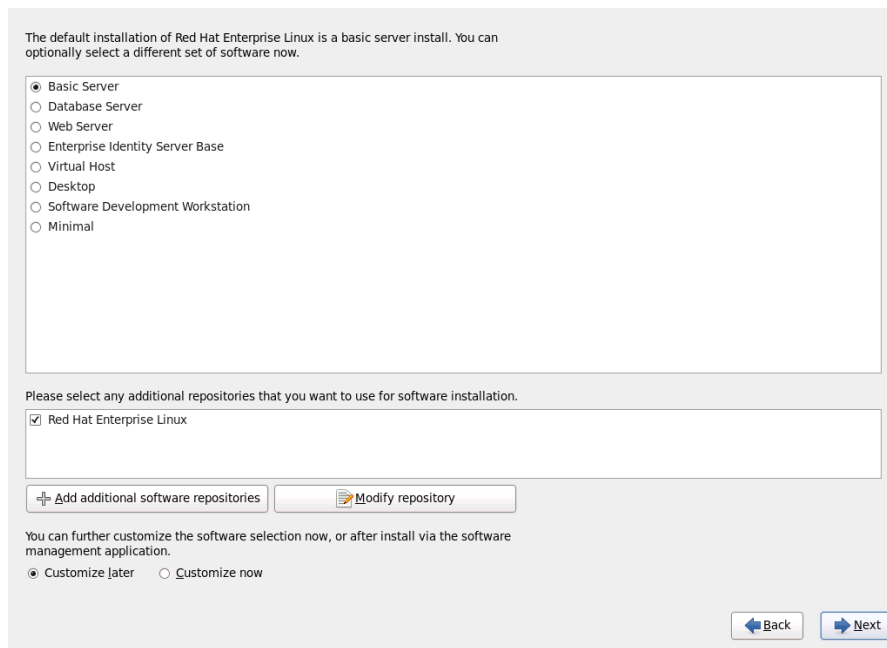 The default installation of Red Hat Enterprise Linux is a basic server install. You can
optionally select a different set of software now.
Basic Server
Database Server
Web Server
Enterprise Identity Server Base
Virtual Host
Desktop
Software Development Workstation
Minimal
Please select any additional repositories that you want to use for software installation.
Red Hat Enterprise Linux
Add additional software repositories
Modify repository
You can further customize the software selection now, or after install via the software
management application.
Customize later
Customize now
Back
Next